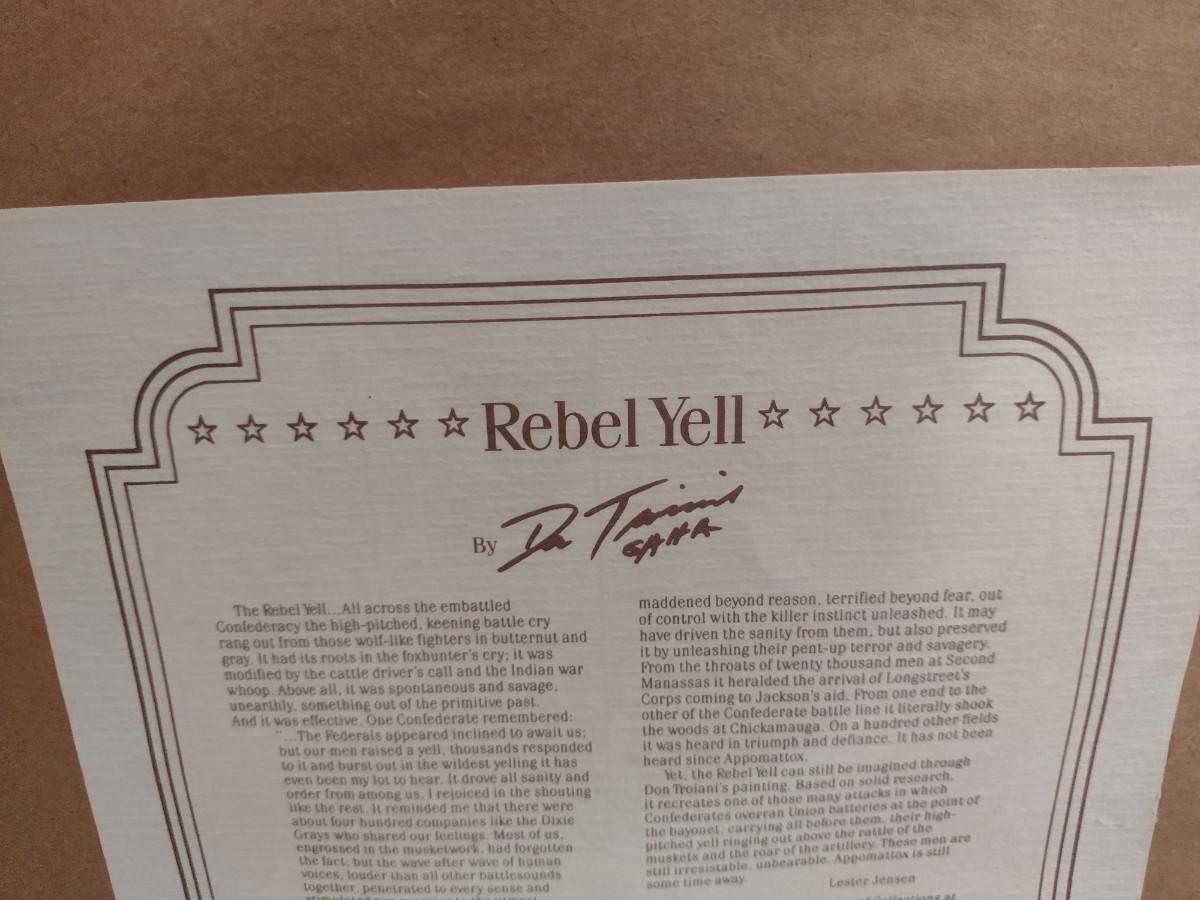 ☆ ☆ ☆ ☆ ☆ ☆ Rebel Yell ☆ ☆ ☆ ☆ ☆ ☆
By Don Troiani
SAHA
The Rebel Yell...All across the embattled
Confederacy the high-pitched, keening battle cry
rang out from those wolf-like fighters in butternut and
gray. It had its roots in the foxhunter's cry; it was
modified by the cattle driver's call and the Indian war
whoop. Above all, it was spontaneous and savage,
unearthly, something out of the primitive past.
And it was effective. One Confederate remembered:
"...The Federals appeared inclined to await us;
but our men raised a yell, thousands responded
to it and burst out in the wildest yelling it has
even been my lot to hear. It drove all sanity and
order from among us. I rejoiced in the shouting
like the rest. It reminded me that there were
about four hundred companies like the Dixie
Grays who shared our feelings. Most of us,
engrossed in the musketwork, had forgotten
the fact; but the wave after wave of human
voices, louder than all other battlesounds
together, penetrated to every sense and
maddened beyond reason, terrified beyond fear, out
of control with the killer instinct unleashed. It may
have driven the sanity from them, but also preserved
it by unleashing their pent-up terror and savagery.
From the throats of twenty thousand men at Second
Manassas it heralded the arrival of Longstreet's
Corps coming to Jackson's aid. From one end to the
other of the Confederate battle line it literally shook
the woods at Chickamauga. On a hundred other fields
it was heard in triumph and defiance. It has not been
heard since Appomattox.
Yet, the Rebel Yell can still be imagined through
Don Troiani's painting. Based on solid research,
it recreates one of those many attacks in which
Confederates overran Union batteries at the point of
the bayonet, carrying all before them, their high-
pitched yell ringing out above the rattle of the
muskets and the roar of the artillery. These men are
still irresistable, unbearable. Appomattox is still
some time away.
Lester Jensen
of Collections at